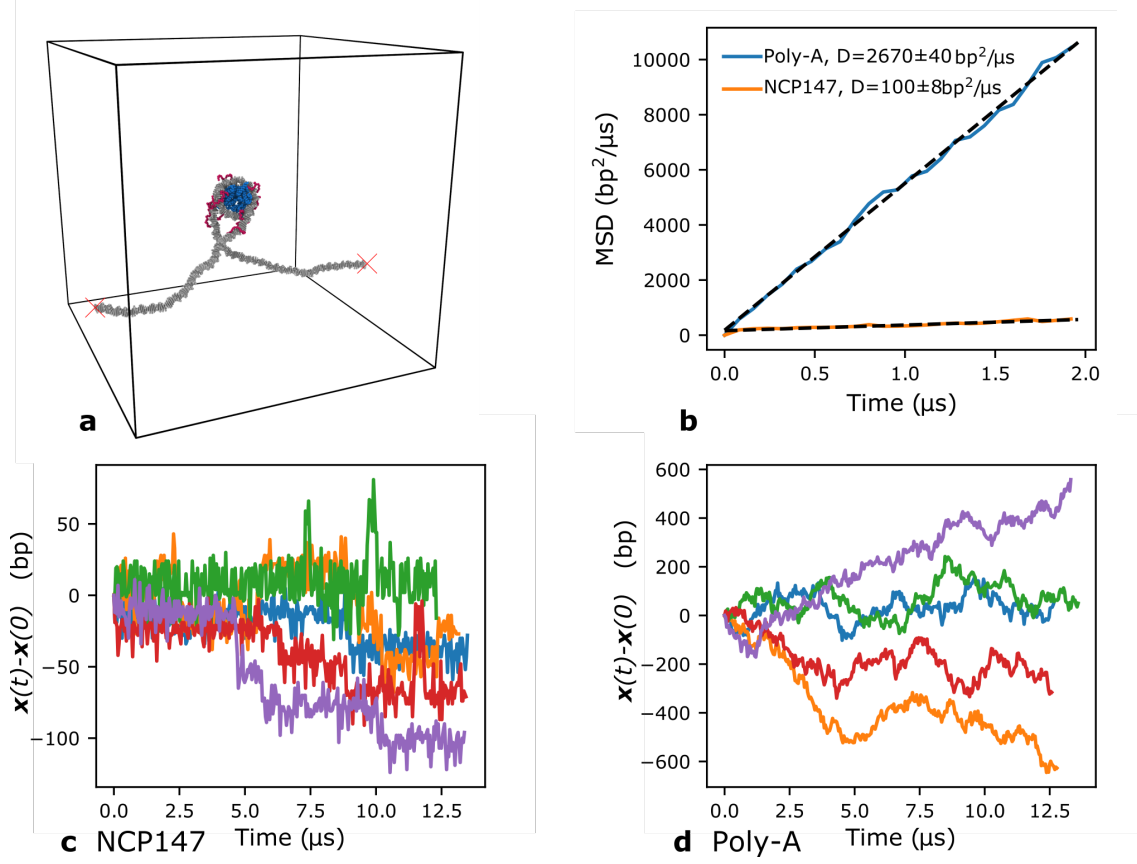 a
Poly-A, D=2670±40bp²/µs
NCP147, D=100±8bp²/µs
10000
8000
6000
4000
2000
0
MSD (bp²/µs)
0.0 0.5 1.0 1.5 2.0
Time (µs)
b
50
0
−50
−100
x(t)-x(0) (bp)
0.0 2.5 5.0 7.5 10.0 12.5
Time (µs)
c NCP147
600
400
200
0
−200
−400
−600
x(t)-x(0) (bp)
0.0 2.5 5.0 7.5 10.0 12.5
Time (µs)
d Poly-A